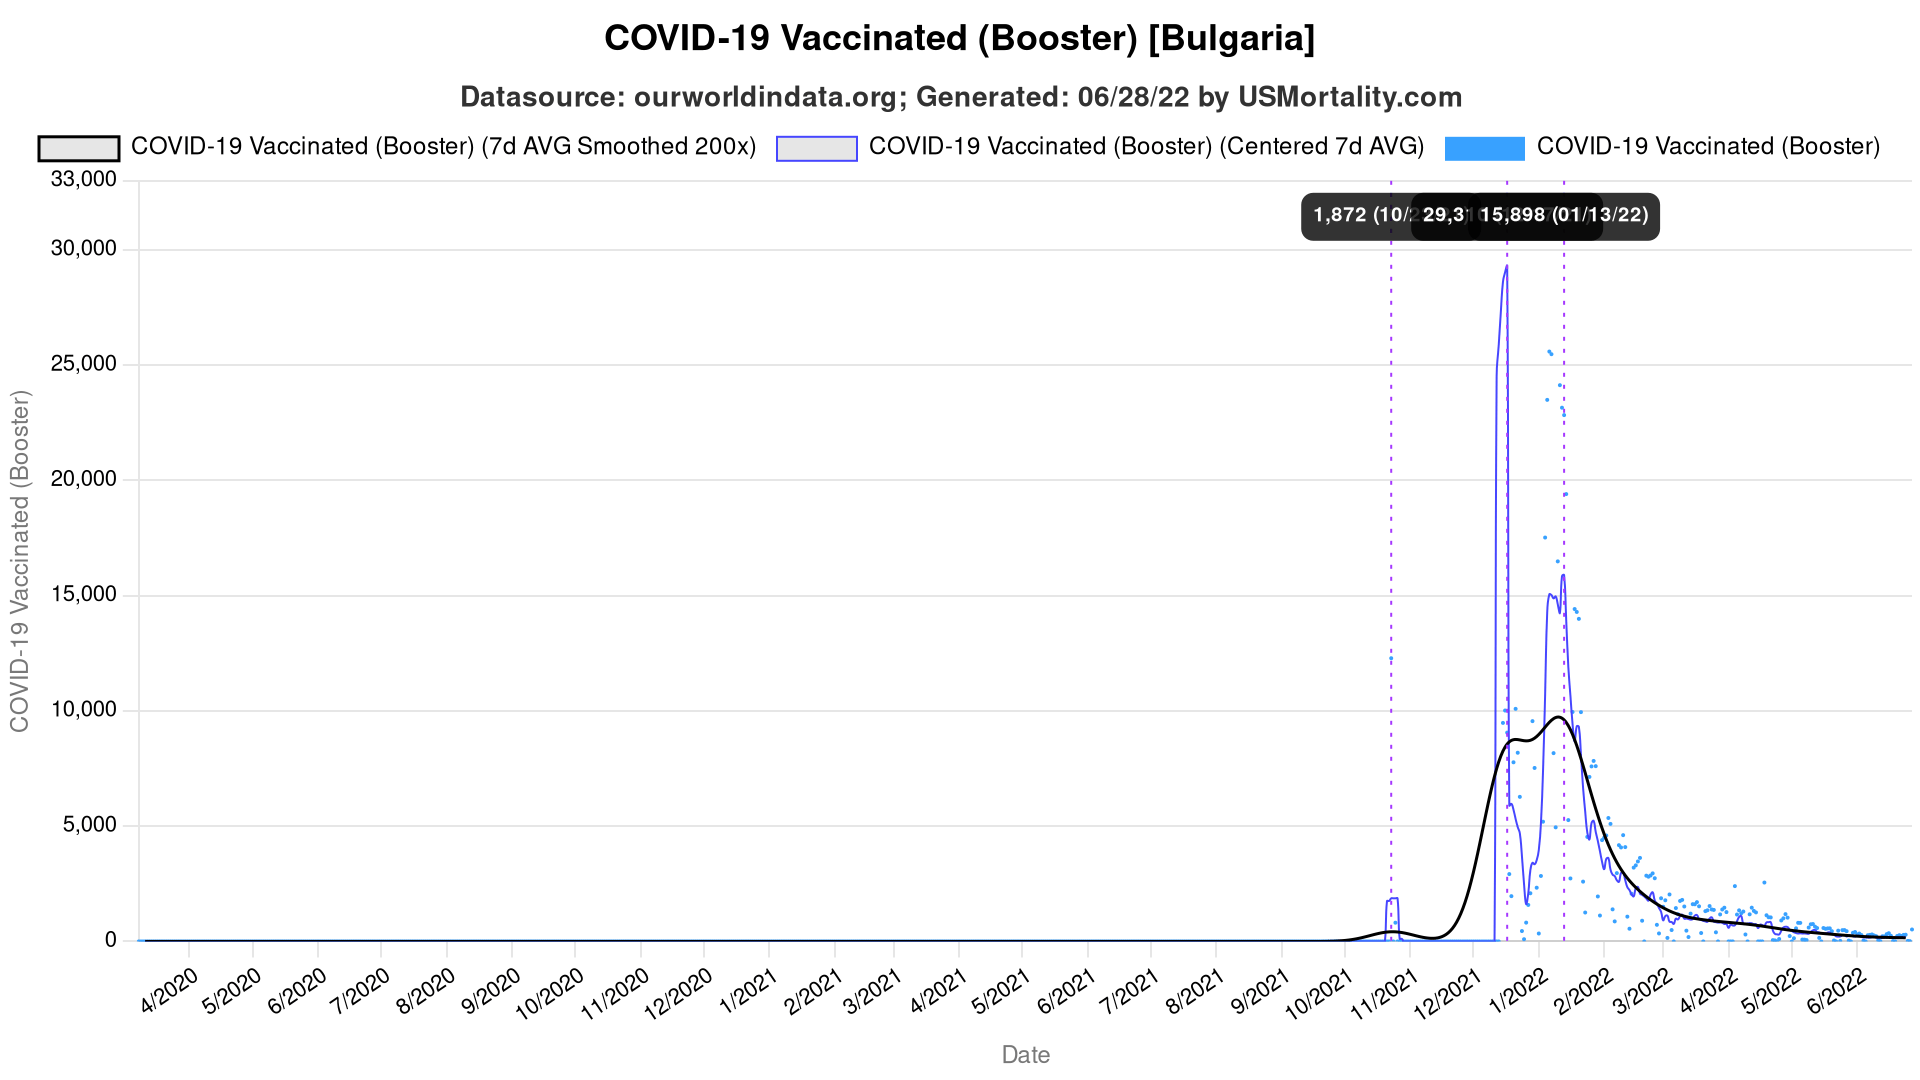 COVID-19 Vaccinated (Booster) [Bulgaria]
Datasource: ourworldindata.org; Generated: 06/28/22 by USMortality.com
COVID-19 Vaccinated (Booster) (7d AVG Smoothed 200x) COVID-19 Vaccinated (Booster) (Centered 7d AVG) COVID-19 Vaccinated (Booster)
33,000
1,872 (10/ 29,3 15,898 (01/13/22)
30,000
25,000
20,000
15,000
10,000
5,000
0
COVID-19 Vaccinated (Booster)
4/2020 5/2020 6/2020 7/2020 8/2020 9/2020 10/2020 11/2020 12/2020 1/2021 2/2021 3/2021 4/2021 5/2021 6/2021 7/2021 8/2021 9/2021 10/2021 11/2021 12/2021 1/2022 2/2022 3/2022 4/2022 5/2022 6/2022
Date